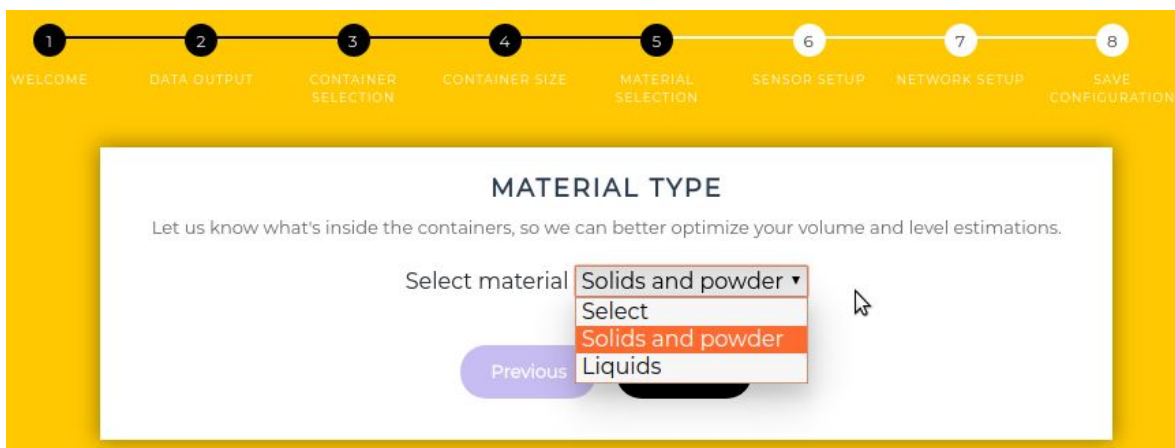 1 2 3 4 5 6 7 8
WELCOME DATA OUTPUT CONTAINER SELECTION CONTAINER SIZE MATERIAL SELECTION SENSOR SETUP NETWORK SETUP SAVE CONFIGURATION
MATERIAL TYPE
Let us know what's inside the containers, so we can better optimize your volume and level estimations.
Select material Solids and powder
Select
Solids and powder
Liquids
Previous